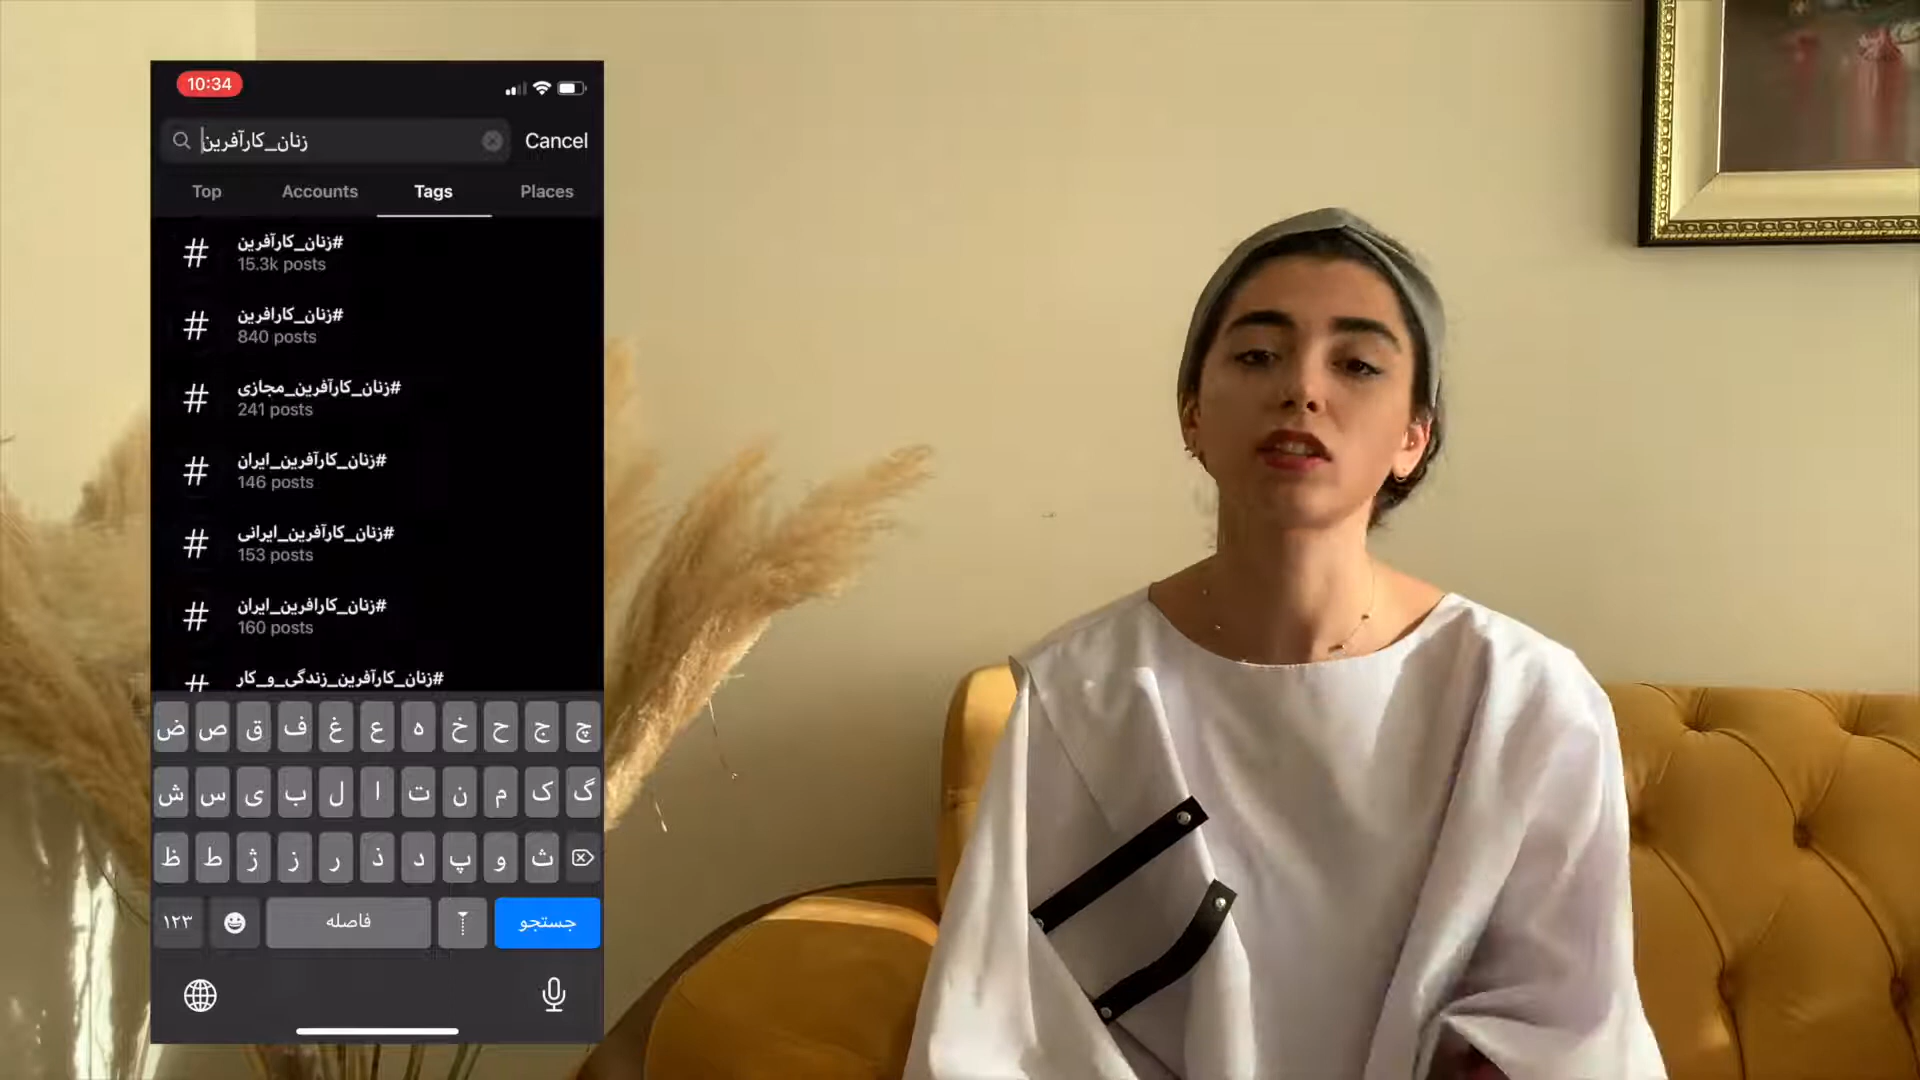 10:34
زنان_کارآفرین
Cancel
Top Accounts Tags Places
#زنان_کارآفرین
15.3k posts
#زنان_کارافرین
840 posts
#زنان_کارآفرین_مجازی
241 posts
#زنان_کارآفرین_ایران
146 posts
#زنان_کارآفرین_ایرانی
153 posts
#زنان_کارافرین_ایران
160 posts
#زنان_کارآفرین_زندگی_و_کار
ض ص ق ف غ ع ه خ ح ج چ
ش س ی ب ل ا ت ن م ک گ
ظ ط ژ ز ر ذ د پ و ث
۱۲۳ فاصله جستجو